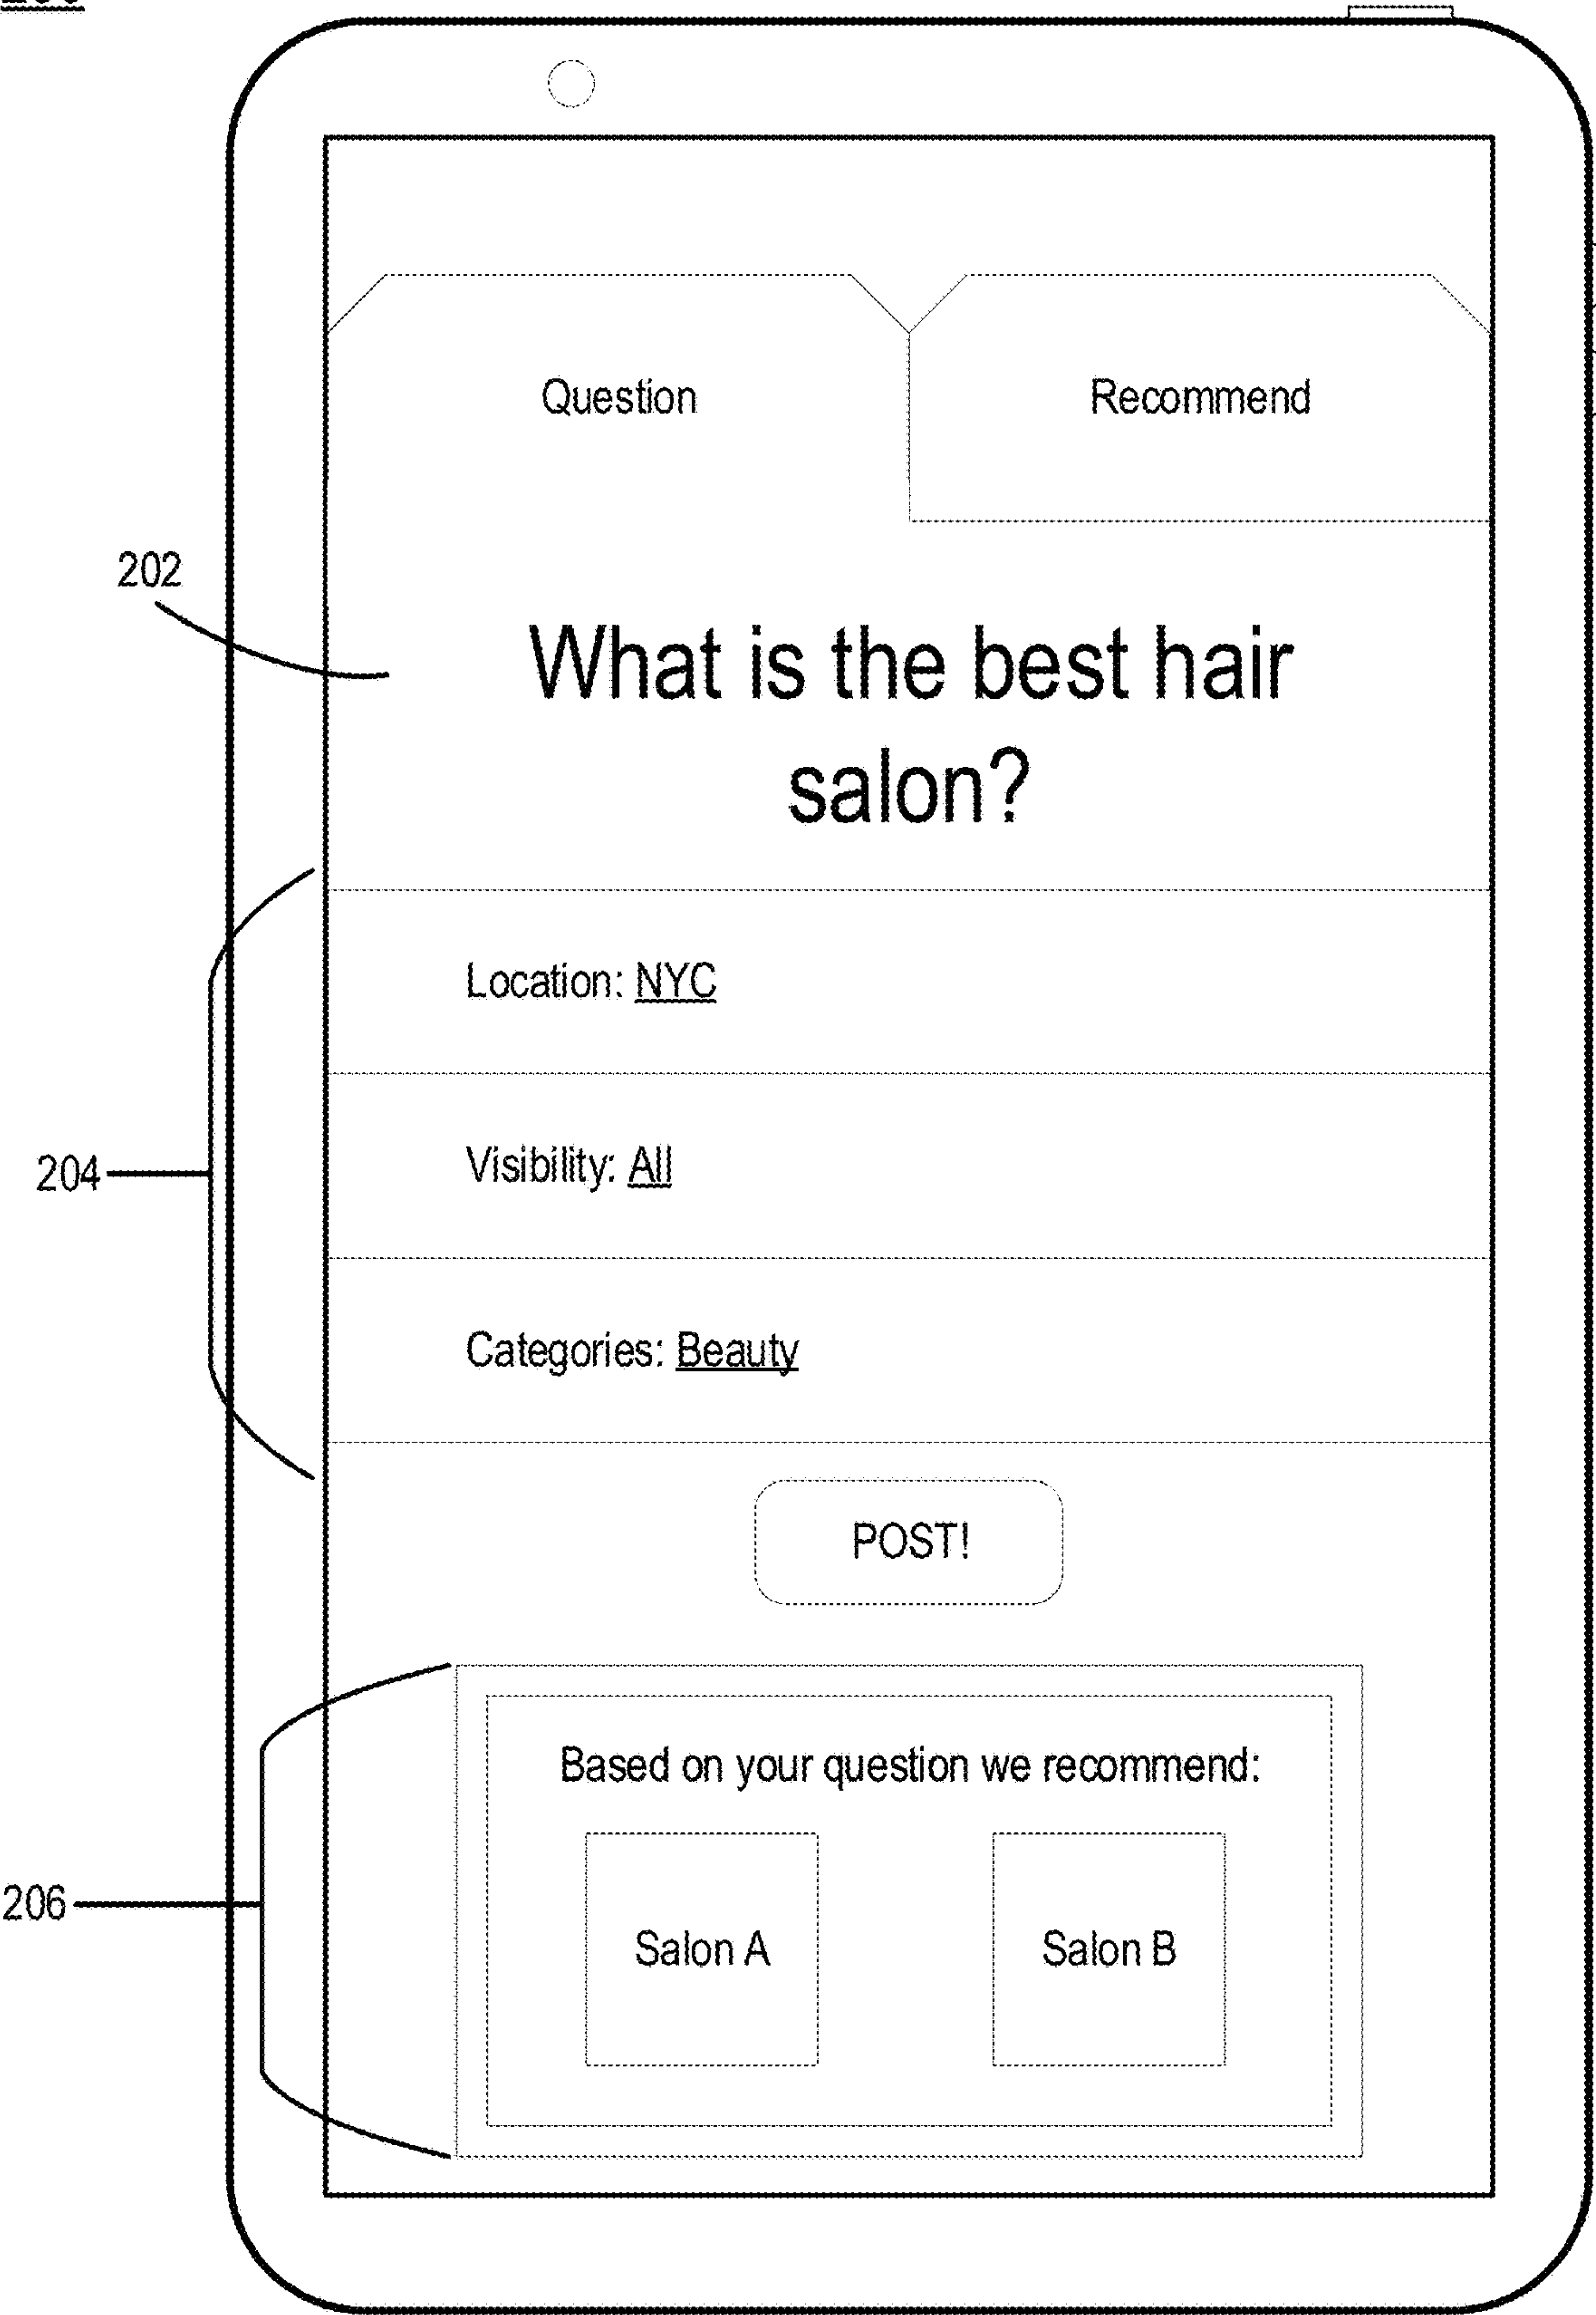 Question
Recommend
202
What is the best hair
salon?
Location: NYC
204
Visibility: All
Categories: Beauty
POST!
Based on your question we recommend:
206
Salon A
Salon B